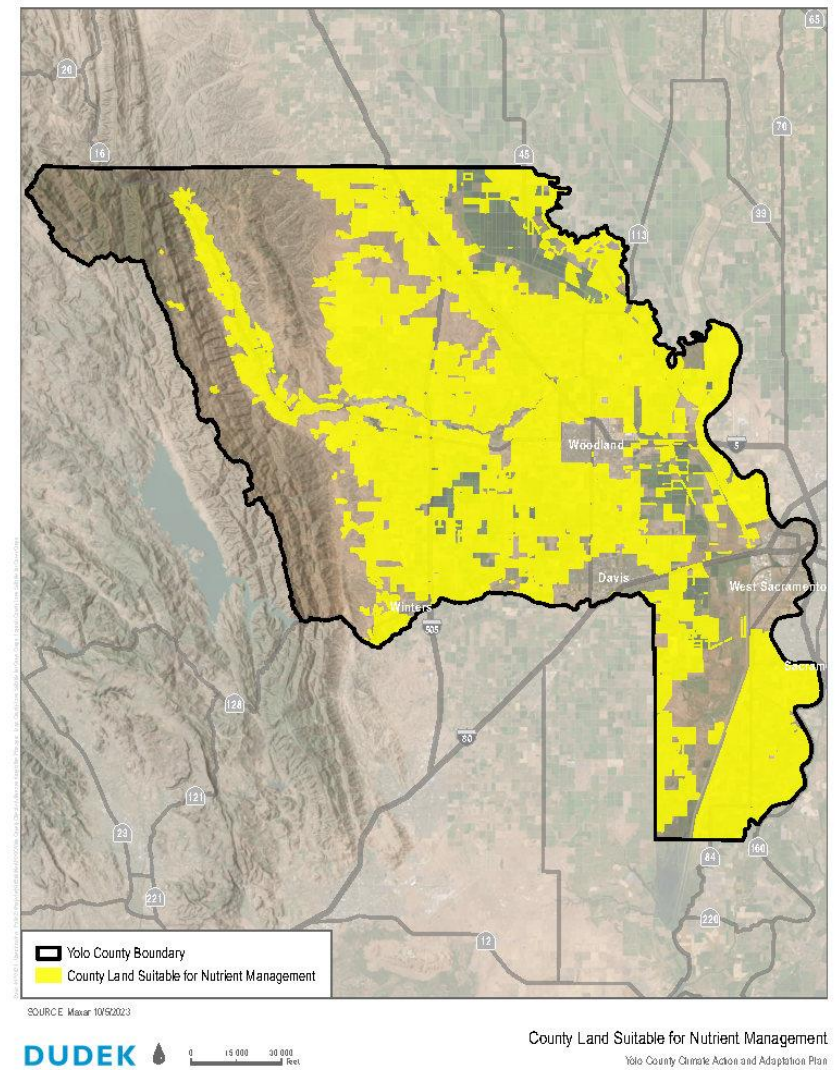 65
20
70
16
45
99
113
Woodland
5
Davis
West Sacramento
Winters
505
Sacram
128
80
121
29
84
160
221
220
12
Yolo County Boundary
County Land Suitable for Nutrient Management
SOURCE: Maxar 10/5/2023
DUDEK
0 15,000 30,000
Feet
County Land Suitable for Nutrient Management
Yolo County Climate Action and Adaptation Plan